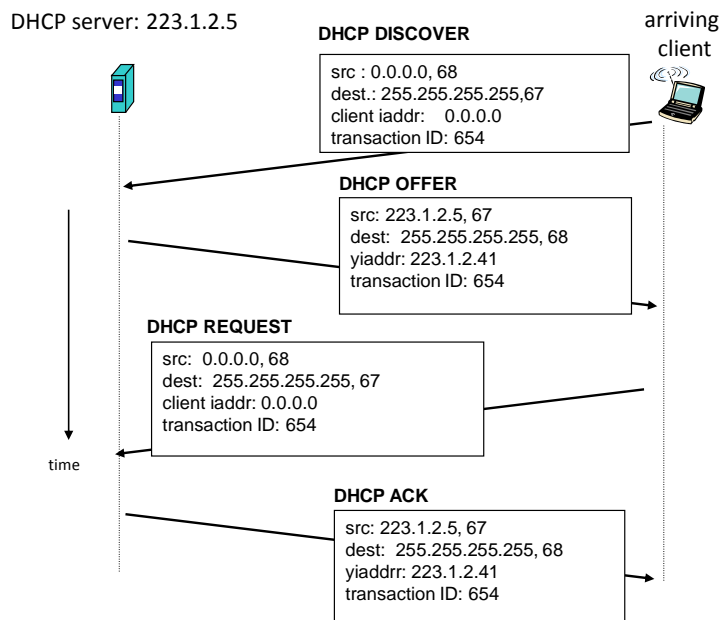 DHCP server: 223.1.2.5
arriving
client
DHCP DISCOVER
src : 0.0.0.0, 68
dest.: 255.255.255.255,67
client iaddr: 0.0.0.0
transaction ID: 654
DHCP OFFER
src: 223.1.2.5, 67
dest: 255.255.255.255, 68
yiaddr: 223.1.2.41
transaction ID: 654
DHCP REQUEST
src: 0.0.0.0, 68
dest: 255.255.255.255, 67
client iaddr: 0.0.0.0
transaction ID: 654
time
DHCP ACK
src: 223.1.2.5, 67
dest: 255.255.255.255, 68
yiaddrr: 223.1.2.41
transaction ID: 654